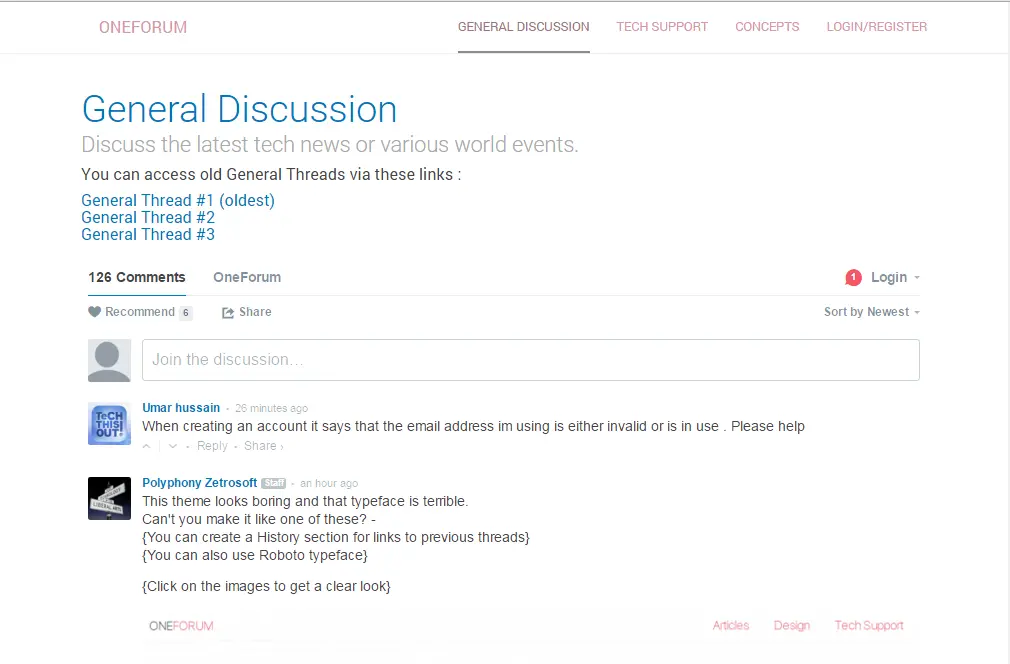 ONEFORUM GENERAL DISCUSSION TECH SUPPORT CONCEPTS LOGIN/REGISTER
General Discussion
Discuss the latest tech news or various world events.
You can access old General Threads via these links :
General Thread #1 (oldest)
General Thread #2
General Thread #3
126 Comments OneForum 1 Login
Recommend 6 Share Sort by Newest
Join the discussion...
TeCH
THIS
OUT!
Umar hussain · 26 minutes ago
When creating an account it says that the email address im using is either invalid or is in use . Please help
Reply · Share ›
LIBERAL ARTS
Polyphony Zetrosoft Staff · an hour ago
This theme looks boring and that typeface is terrible.
Can't you make it like one of these? -
{You can create a History section for links to previous threads}
{You can also use Roboto typeface}
{Click on the images to get a clear look}
ONEFORUM Articles Design Tech Support